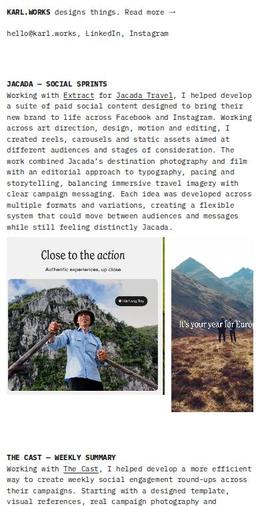 KARL.WORKS designs things. Read more →
hello@karl.works, LinkedIn, Instagram
JACADA — SOCIAL SPRINTS
Working with Extract for Jacada Travel, I helped develop
a suite of paid social content designed to bring their
new brand to life across Facebook and Instagram. Working
across art direction, design, motion and editing, I
created reels, carousels and static assets aimed at
different audiences and stages of consideration. The
work combined Jacada's destination photography and film
with an editorial approach to typography, pacing and
storytelling, balancing immersive travel imagery with
clear campaign messaging. Each idea was developed across
multiple formats and variations, creating a flexible
system that could move between audiences and messages
while still feeling distinctly Jacada.
Close to the action
Authentic experiences, up close
It's your year for Europ
THE CAST — WEEKLY SUMMARY
Working with The Cast, I helped develop a more efficient
way to create weekly social engagement round-ups across
their campaigns. Starting with a designed template,
visual references, real campaign photography and